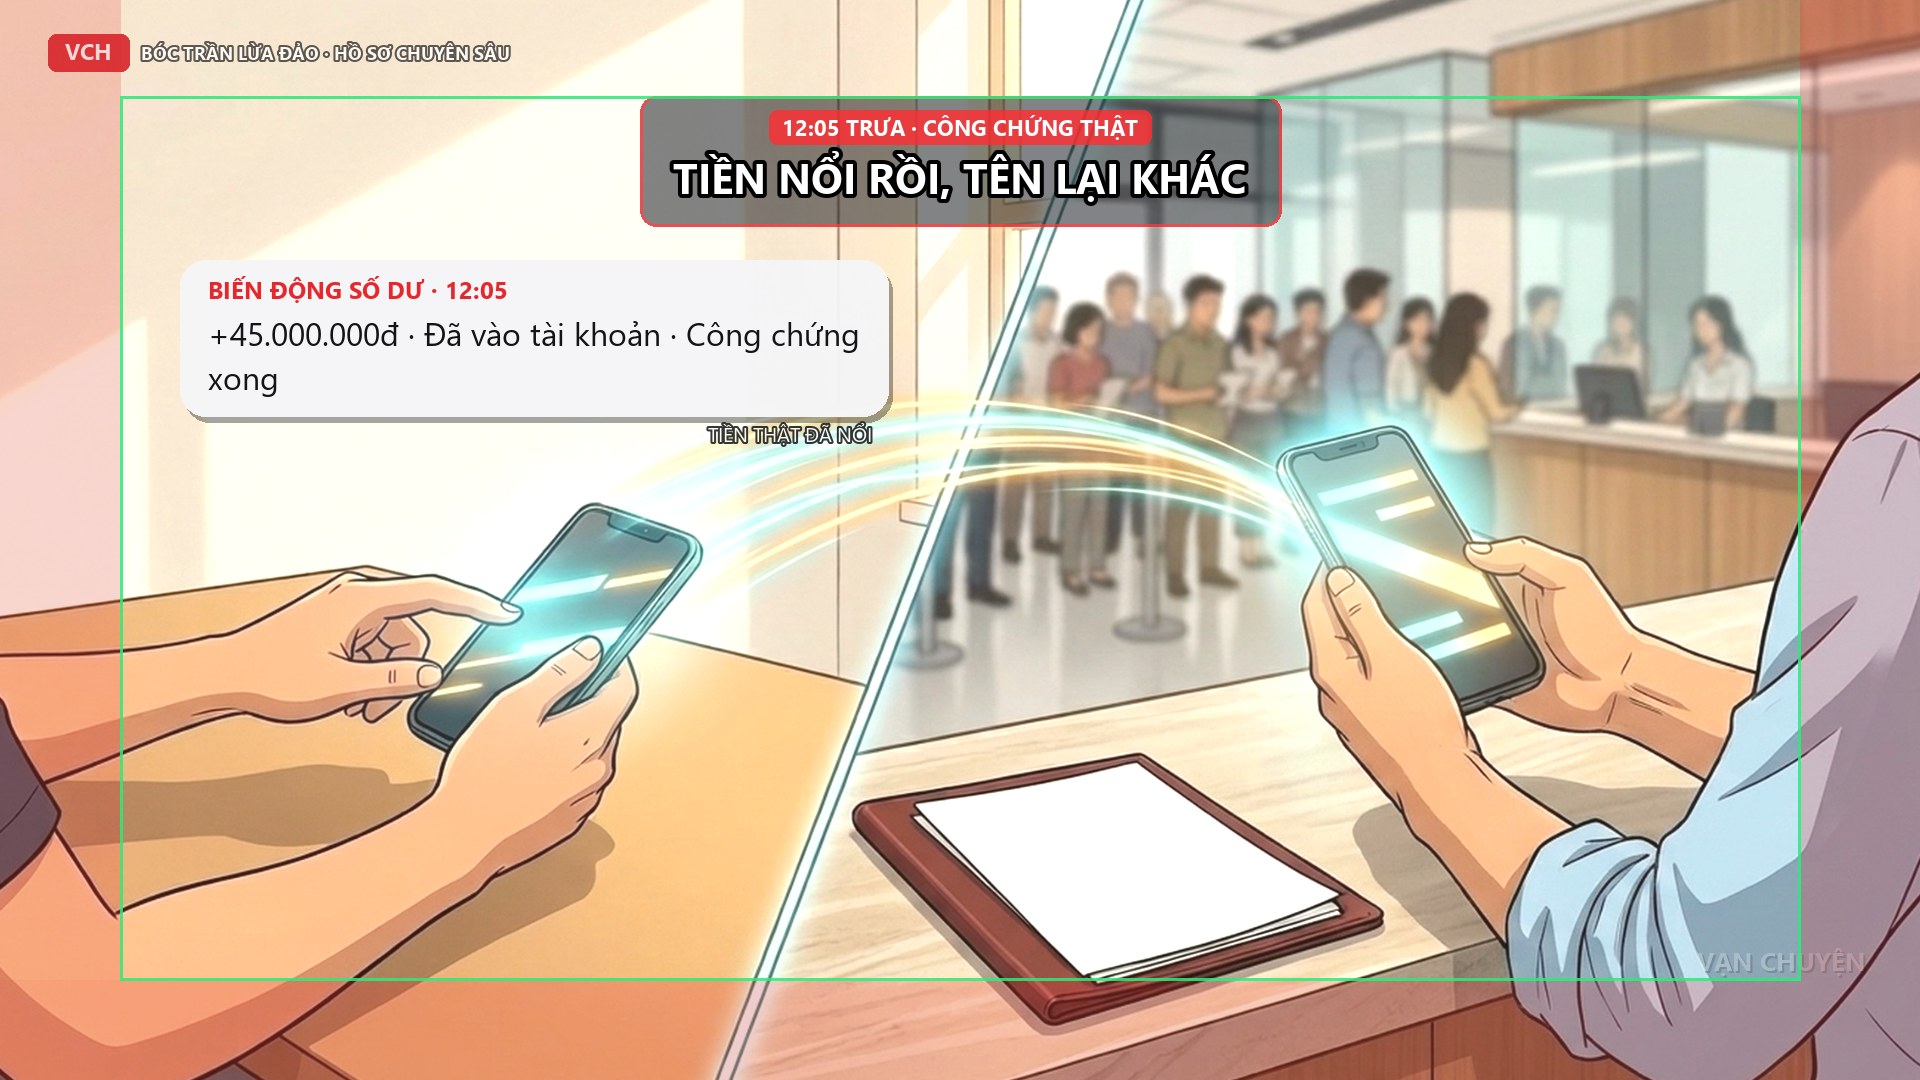 VCH BÓC TRẦN LỪA ĐẢO · HỒ SƠ CHUYÊN SÂU
12:05 TRƯA · CÔNG CHỨNG THẬT
TIỀN NỔI RỒI, TÊN LẠI KHÁC
BIẾN ĐỘNG SỐ DƯ · 12:05
+45.000.000đ · Đã vào tài khoản · Công chứng
xong
TIỀN THẬT ĐÃ NỔI
VẠN CHUYỆN